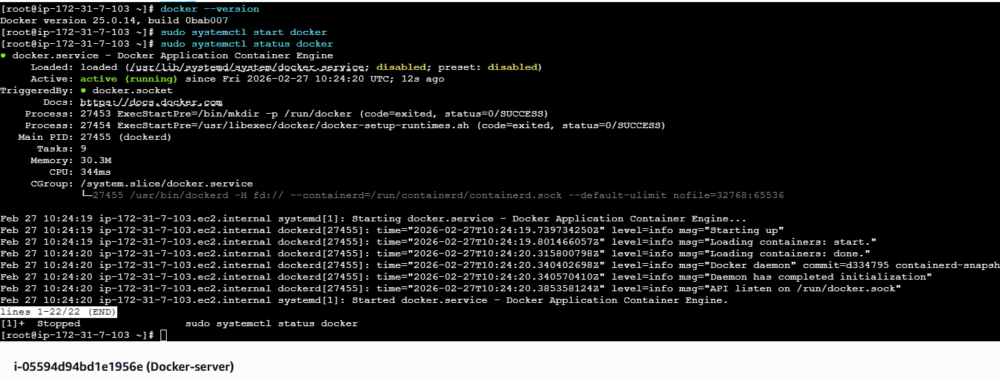 [root@ip-172-31-7-103 ~]# docker --version
Docker version 25.0.14, build 0bab007
[root@ip-172-31-7-103 ~]# sudo systemctl start docker
[root@ip-172-31-7-103 ~]# sudo systemctl status docker
● docker.service - Docker Application Container Engine
Loaded: loaded (/usr/lib/systemd/system/docker.service; disabled; preset: disabled)
Active: active (running) since Fri 2026-02-27 10:24:20 UTC; 12s ago
TriggeredBy: ● docker.socket
Docs: https://docs.docker.com
Process: 27453 ExecStartPre=/bin/mkdir -p /run/docker (code=exited, status=0/SUCCESS)
Process: 27454 ExecStartPre=/usr/libexec/docker/docker-setup-runtimes.sh (code=exited, status=0/SUCCESS)
Main PID: 27455 (dockerd)
Tasks: 9
Memory: 30.3M
CPU: 344ms
CGroup: /system.slice/docker.service
└─27455 /usr/bin/dockerd -H fd:// --containerd=/run/containerd/containerd.sock --default-ulimit nofile=32768:65536
Feb 27 10:24:19 ip-172-31-7-103.ec2.internal systemd[1]: Starting docker.service - Docker Application Container Engine...
Feb 27 10:24:19 ip-172-31-7-103.ec2.internal dockerd[27455]: time="2026-02-27T10:24:19.739734250Z" level=info msg="Starting up"
Feb 27 10:24:19 ip-172-31-7-103.ec2.internal dockerd[27455]: time="2026-02-27T10:24:19.801466057Z" level=info msg="Loading containers: start."
Feb 27 10:24:20 ip-172-31-7-103.ec2.internal dockerd[27455]: time="2026-02-27T10:24:20.315800798Z" level=info msg="Loading containers: done."
Feb 27 10:24:20 ip-172-31-7-103.ec2.internal dockerd[27455]: time="2026-02-27T10:24:20.340402698Z" level=info msg="Docker daemon" commit=d334795 containerd-snapsh
Feb 27 10:24:20 ip-172-31-7-103.ec2.internal dockerd[27455]: time="2026-02-27T10:24:20.340570410Z" level=info msg="Daemon has completed initialization"
Feb 27 10:24:20 ip-172-31-7-103.ec2.internal dockerd[27455]: time="2026-02-27T10:24:20.385358124Z" level=info msg="API listen on /run/docker.sock"
Feb 27 10:24:20 ip-172-31-7-103.ec2.internal systemd[1]: Started docker.service - Docker Application Container Engine.
lines 1-22/22 (END)
[1]+  Stopped                 sudo systemctl status docker
[root@ip-172-31-7-103 ~]#
i-05594d94bd1e1956e (Docker-server)